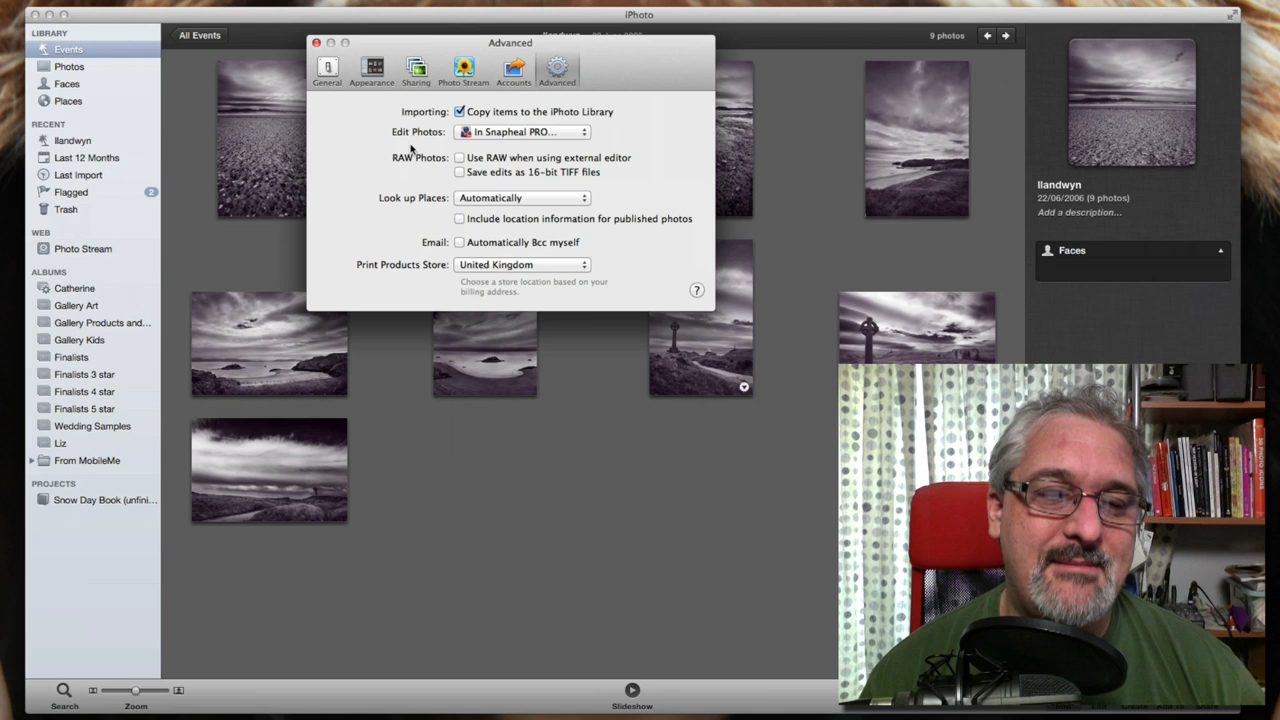 iPhoto
LIBRARY
Events
Photos
Faces
Places
RECENT
llandwyn
Last 12 Months
Last Import
Flagged 2
Trash
WEB
Photo Stream
ALBUMS
Catherine
Gallery Art
Gallery Products and...
Gallery Kids
Finalists
Finalists 3 star
Finalists 4 star
Finalists 5 star
Wedding Samples
Liz
From MobileMe
PROJECTS
Snow Day Book (unfini...
Search
Zoom
All Events
9 photos
Advanced
General Appearance Sharing Photo Stream Accounts Advanced
Importing: Copy items to the iPhoto Library
Edit Photos: In Snapheal PRO...
RAW Photos: Use RAW when using external editor
Save edits as 16-bit TIFF files
Look up Places: Automatically
Include location information for published photos
Email: Automatically Bcc myself
Print Products Store: United Kingdom
Choose a store location based on your
billing address.
?
llandwyn
22/06/2006 (9 photos)
Add a description...
Faces
Slideshow